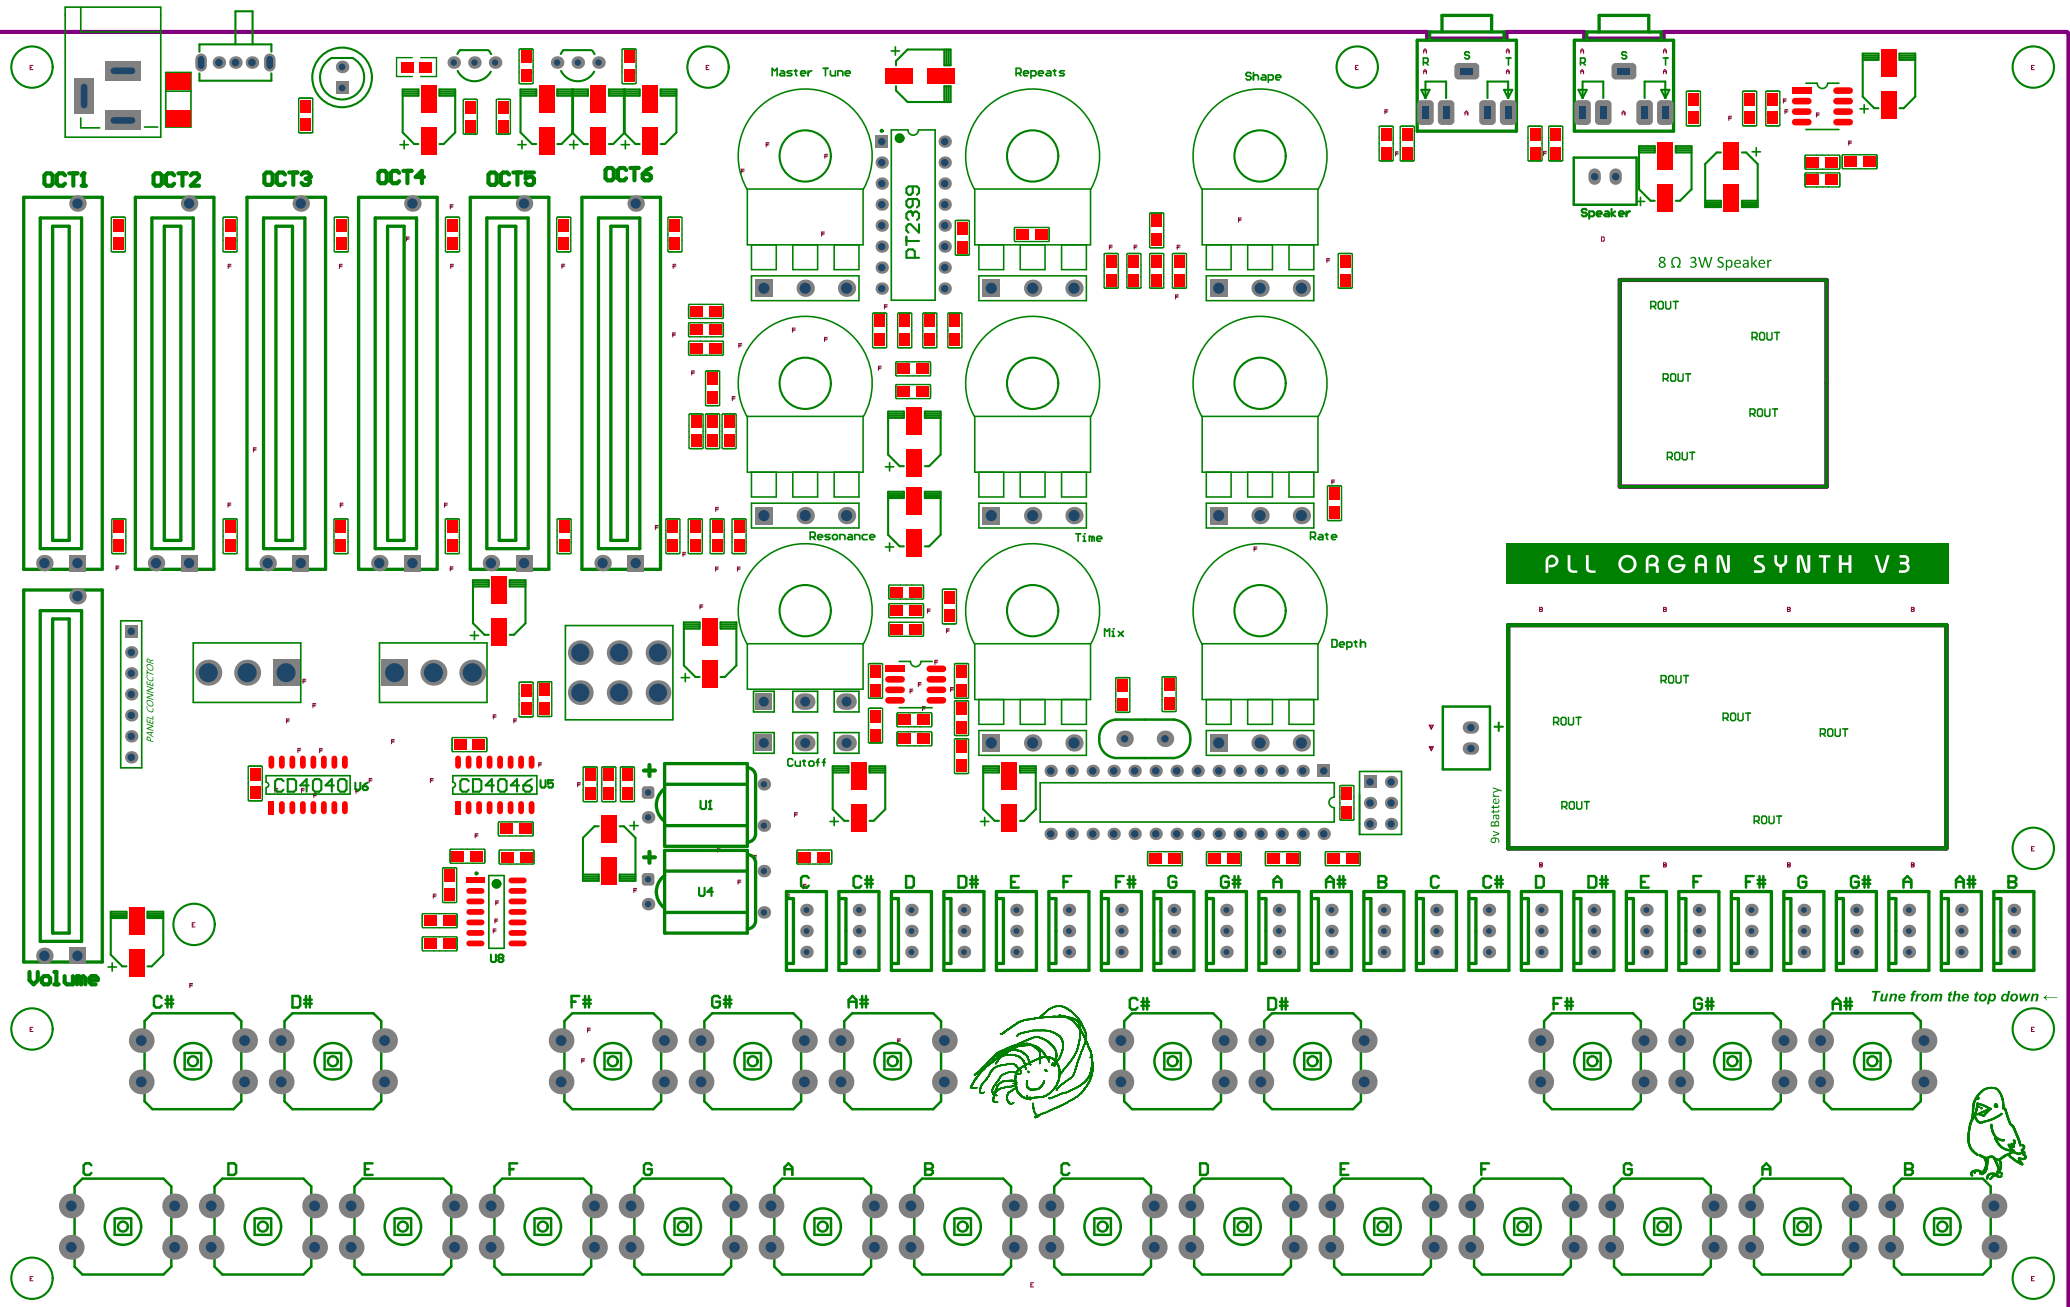 Master Tune
Repeats
Shape
S
R
T
S
R
T
OCT1
OCT2
OCT3
OCT4
OCT5
OCT6
PT2399
Speaker
8 Ω 3W Speaker
ROUT
ROUT
ROUT
ROUT
ROUT
Resonance
Time
Rate
PLL ORGAN SYNTH V3
Mix
Depth
PANEL CONNECTOR
ROUT
ROUT
ROUT
ROUT
ROUT
ROUT
Cutoff
CD4040
U6
CD4046
U5
U1
U4
9v Battery
U8
C C# D D# E F F# G G# A A# B C C# D D# E F F# G G# A A# B
Volume
Tune from the top down ←
C# D# F# G# A# C# D# F# G# A#
C D E F G A B C D E F G A B